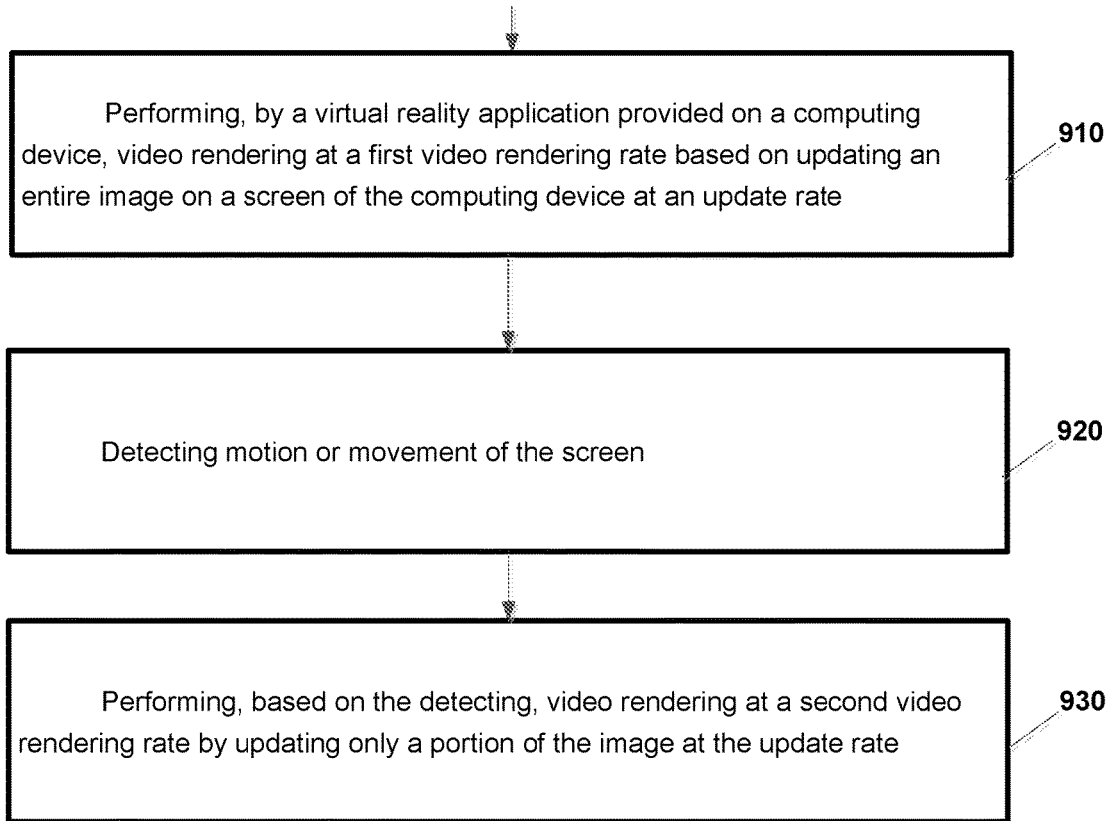 Performing, by a virtual reality application provided on a computing
device, video rendering at a first video rendering rate based on updating an
entire image on a screen of the computing device at an update rate
910
Detecting motion or movement of the screen
920
Performing, based on the detecting, video rendering at a second video
rendering rate by updating only a portion of the image at the update rate
930